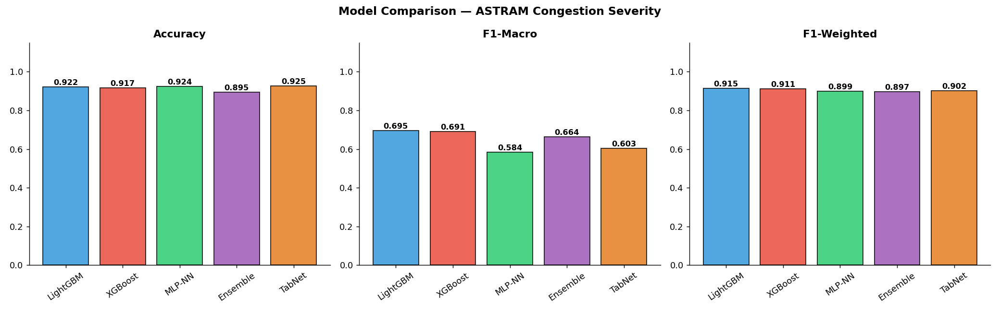 Model Comparison — ASTRAM Congestion Severity
Accuracy
1.0
0.8
0.6
0.4
0.2
0.0
0.922
0.917
0.924
0.895
0.925
LightGBM
XGBoost
MLP-NN
Ensemble
TabNet
F1-Macro
1.0
0.8
0.6
0.4
0.2
0.0
0.695
0.691
0.584
0.664
0.603
LightGBM
XGBoost
MLP-NN
Ensemble
TabNet
F1-Weighted
1.0
0.8
0.6
0.4
0.2
0.0
0.915
0.911
0.899
0.897
0.902
LightGBM
XGBoost
MLP-NN
Ensemble
TabNet